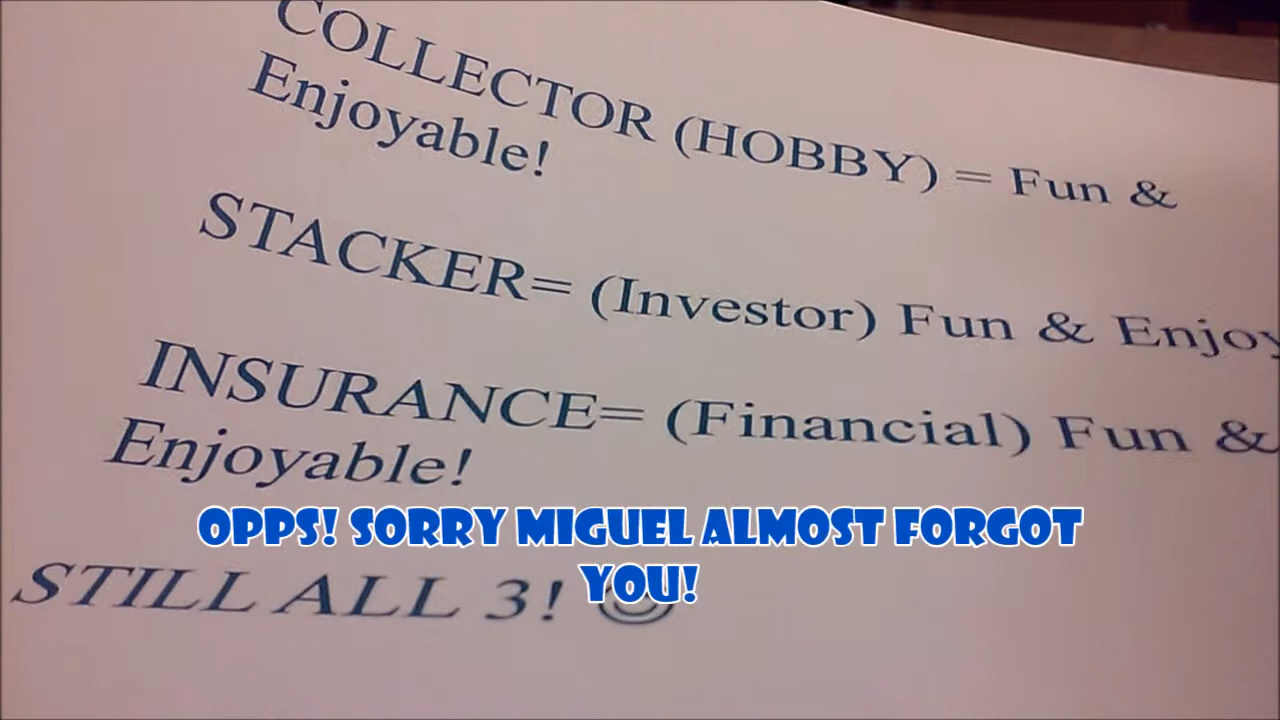 COLLECTOR (HOBBY) = Fun &
Enjoyable!
STACKER= (Investor) Fun & Enjoy
INSURANCE= (Financial) Fun &
Enjoyable!
OPPS! SORRY MIGUEL ALMOST FORGOT
YOU!
STILL ALL 3! ☺